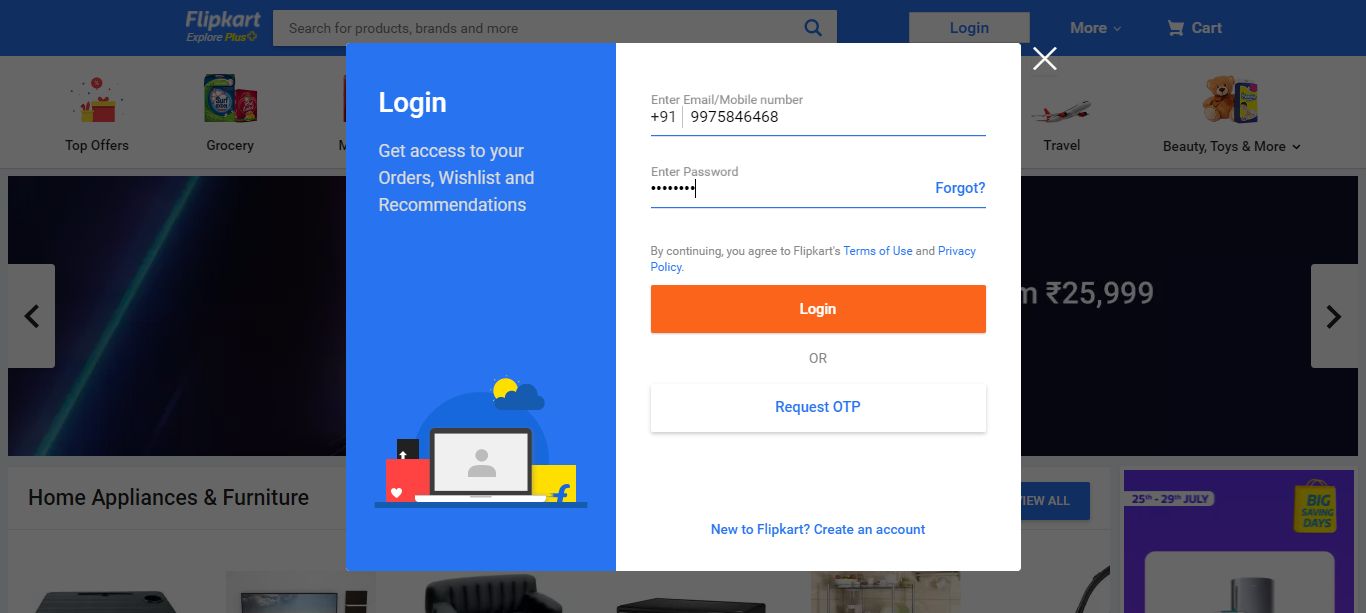 Flipkart
Explore Plus
Search for products, brands and more
Login
More
Cart
Top Offers
Grocery
M
Travel
Beauty, Toys & More
Login
Get access to your
Orders, Wishlist and
Recommendations
Enter Email/Mobile number
+91 9975846468
Enter Password
••••••••
Forgot?
By continuing, you agree to Flipkart's Terms of Use and Privacy
Policy.
Login
OR
Request OTP
New to Flipkart? Create an account
m ₹25,999
Home Appliances & Furniture
VIEW ALL
25th - 29th JULY
BIG
SAVING
DAYS